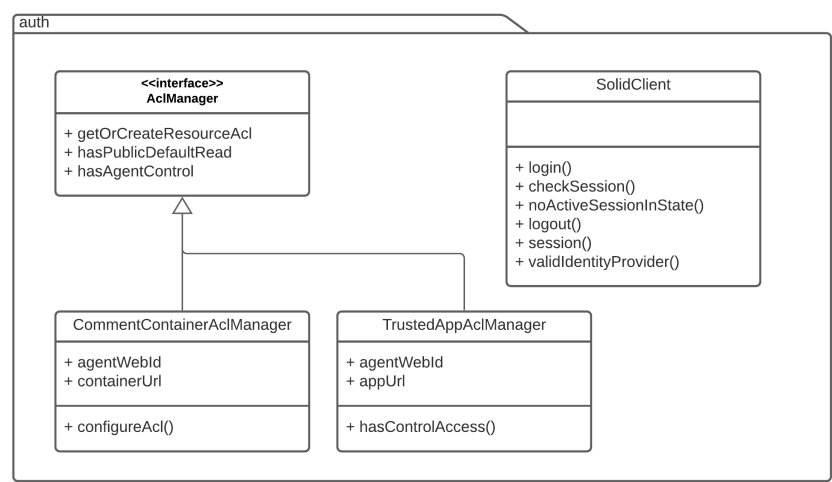 auth
<<interface>>
AclManager
+ getOrCreateResourceAcl
+ hasPublicDefaultRead
+ hasAgentControl
SolidClient
+ login()
+ checkSession()
+ noActiveSessionInState()
+ logout()
+ session()
+ validIdentityProvider()
CommentContainerAclManager
+ agentWebId
+ containerUrl
+ configureAcl()
TrustedAppAclManager
+ agentWebId
+ appUrl
+ hasControlAccess()